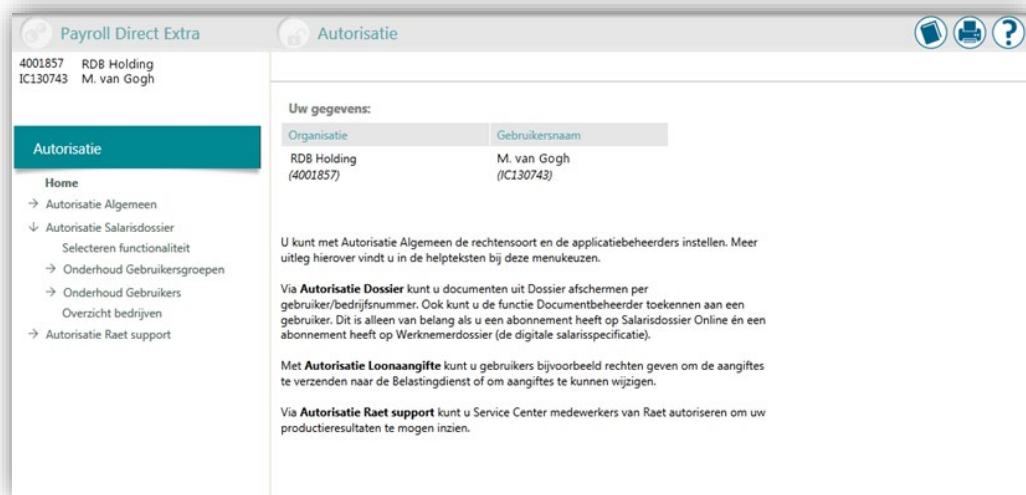 Payroll Direct Extra
Autorisatie
?
4001857 RDB Holding
IC130743 M. van Gogh
Autorisatie
Home
→ Autorisatie Algemeen
↓ Autorisatie Salarisdossier
Selecteren functionaliteit
→ Onderhoud Gebruikersgroepen
→ Onderhoud Gebruikers
Overzicht bedrijven
→ Autorisatie Raet support
Uw gegevens:
Organisatie Gebruikersnaam
RDB Holding M. van Gogh
(4001857) (IC130743)
U kunt met Autorisatie Algemeen de rechtensoort en de applicatiebeheerders instellen. Meer
uitleg hierover vindt u in de helpteksten bij deze menukeuzen.
Via Autorisatie Dossier kunt u documenten uit Dossier afschermen per
gebruiker/bedrijfsnummer. Ook kunt u de functie Documentbeheerder toekennen aan een
gebruiker. Dit is alleen van belang als u een abonnement heeft op Salarisdossier Online én een
abonnement heeft op Werknemerdossier (de digitale salarisspecificatie).
Met Autorisatie Loonaangifte kunt u gebruikers bijvoorbeeld rechten geven om de aangiftes
te verzenden naar de Belastingdienst of om aangiftes te kunnen wijzigen.
Via Autorisatie Raet support kunt u Service Center medewerkers van Raet autoriseren om uw
productieresultaten te mogen inzien.